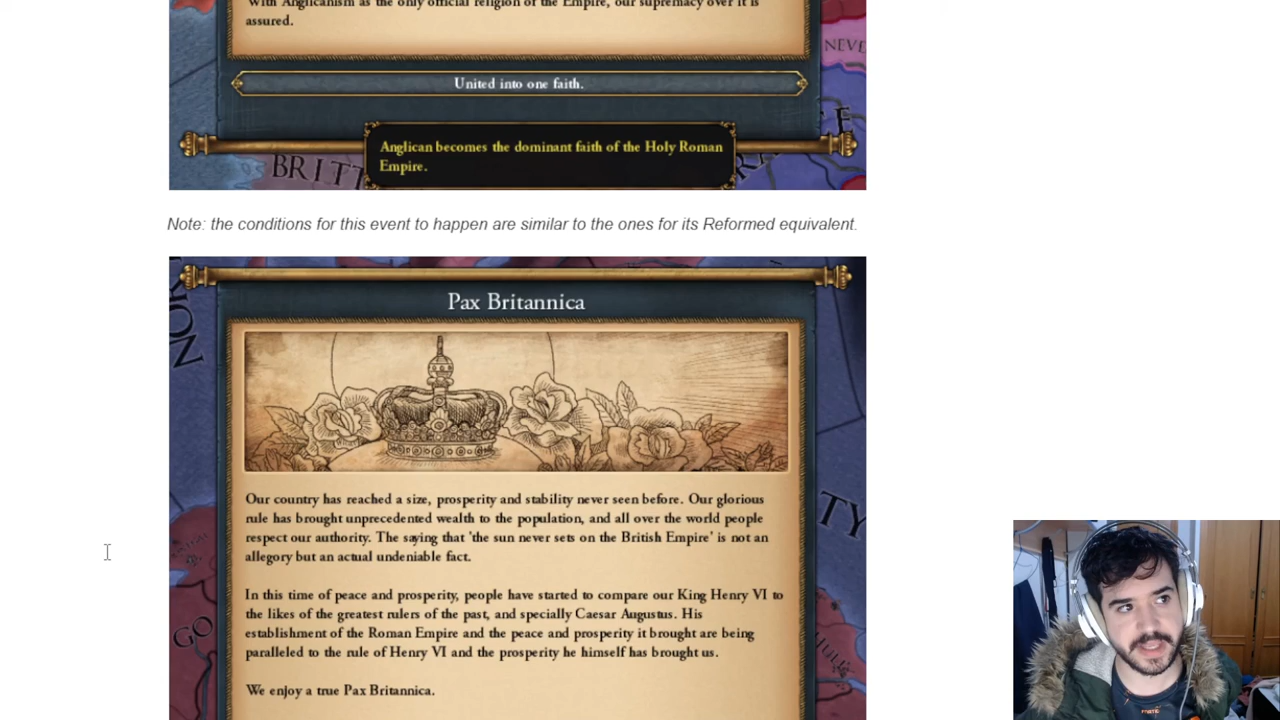 With Anglicanism as the only official religion of the Empire, our supremacy over it is
assured.
NEVE
United into one faith.
Anglican becomes the dominant faith of the Holy Roman
Empire.
BRITT
Note: the conditions for this event to happen are similar to the ones for its Reformed equivalent.
NOR
Pax Britannica
Our country has reached a size, prosperity and stability never seen before. Our glorious
rule has brought unprecedented wealth to the population, and all over the world people
respect our authority. The saying that 'the sun never sets on the British Empire' is not an
allegory but an actual undeniable fact.
TY
In this time of peace and prosperity, people have started to compare our King Henry VI to
the likes of the greatest rulers of the past, and specially Caesar Augustus. His
establishment of the Roman Empire and the peace and prosperity it brought are being
paralleled to the rule of Henry VI and the prosperity he himself has brought us.
GO
We enjoy a true Pax Britannica.